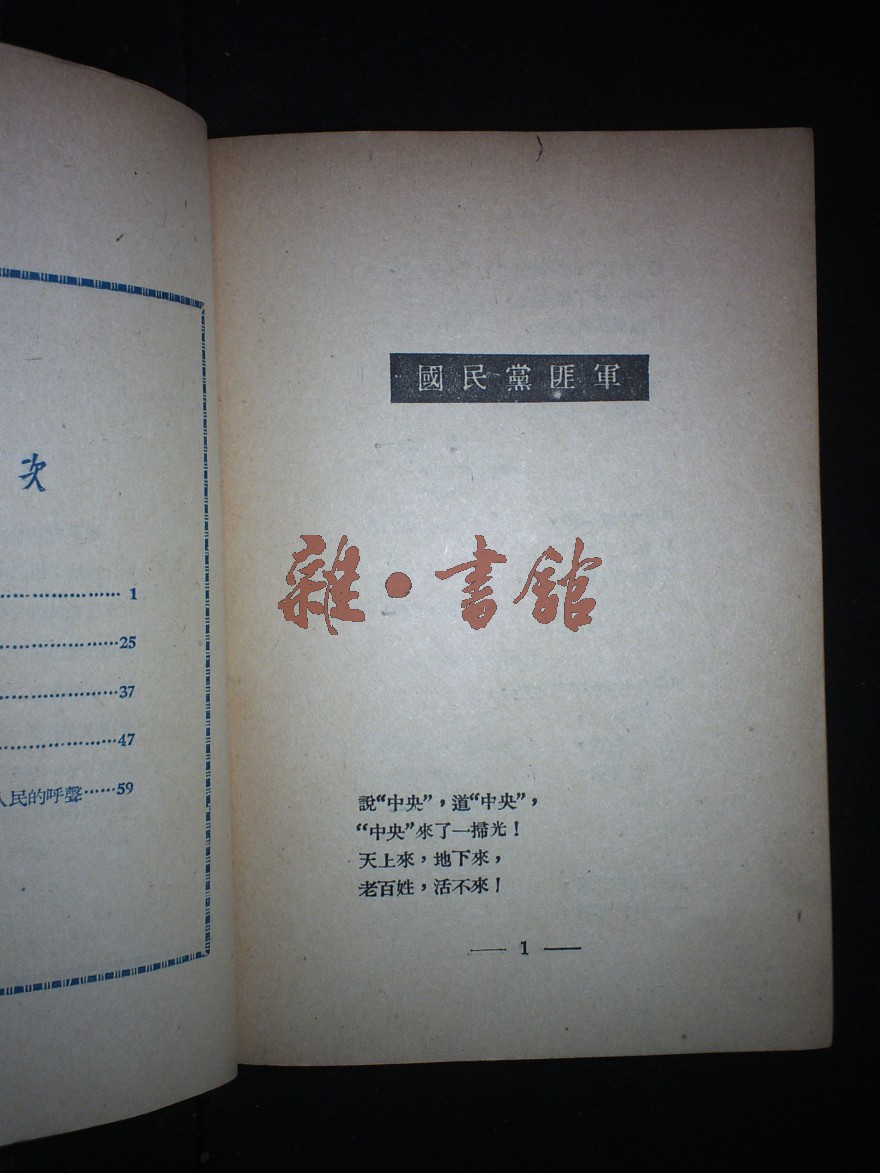 次
1
25
37
47
人民的呼聲……59
國民黨匪軍
雜·書館
說“中央”，道“中央”，
“中央”來了一掃光！
天上來，地下來，
老百姓，活不來！
— 1 —